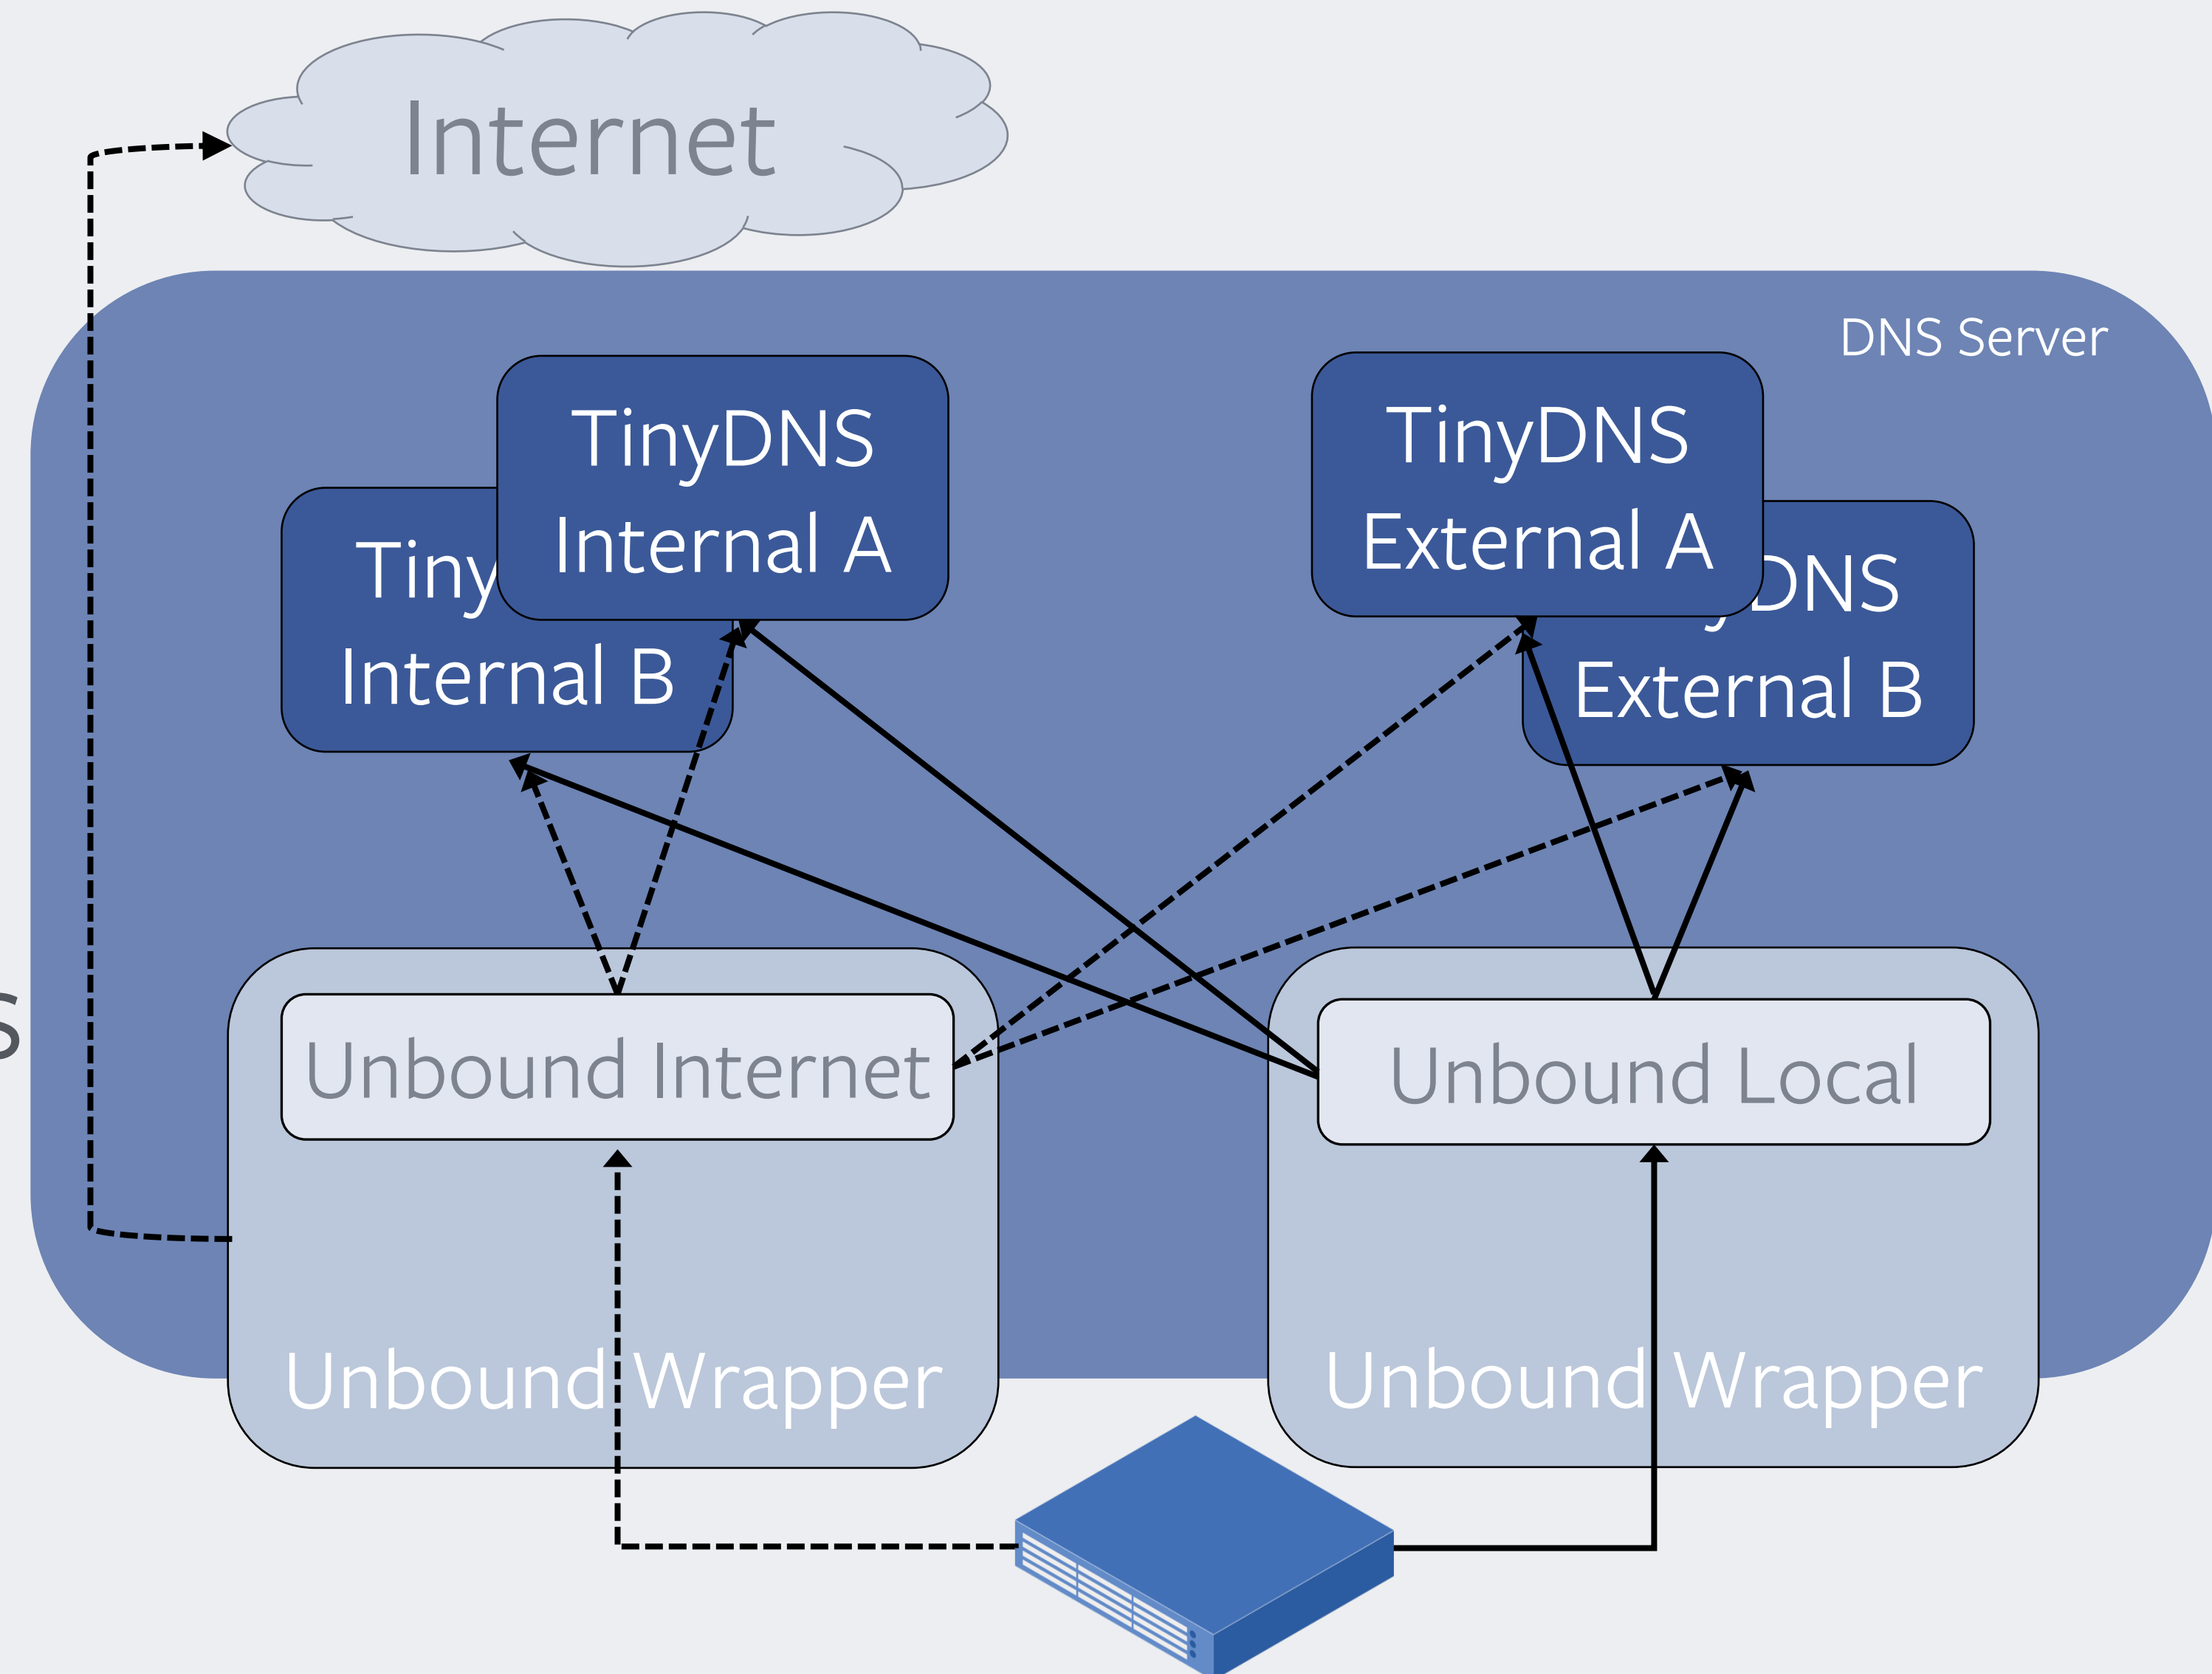 Internet
DNS Server
TinyDNS
Internal A
TinyDNS
External A
Tiny
Internal B
DNS
External B
S
Unbound Internet
Unbound Local
Unbound Wrapper
Unbound Wrapper